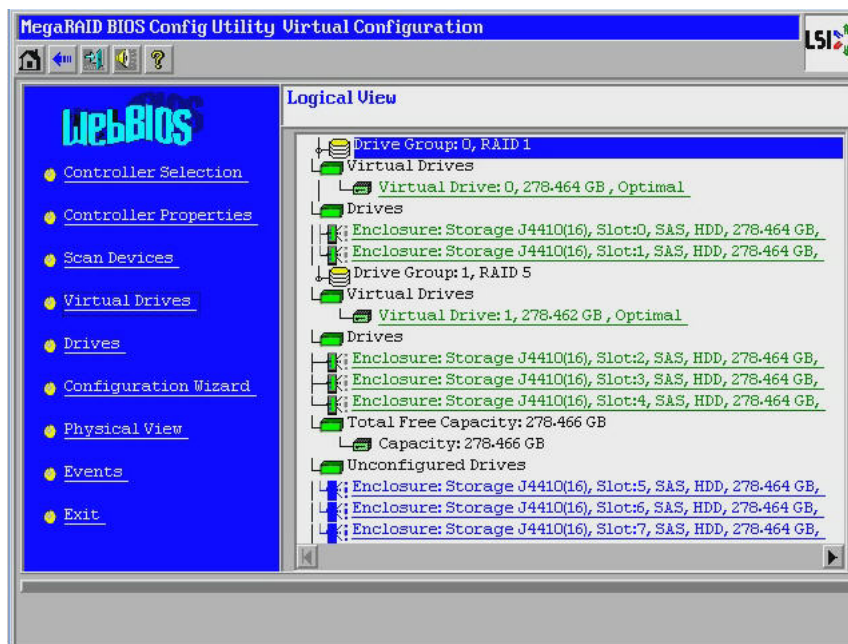 MegaRAID BIOS Config Utility Virtual Configuration
LSI
WebBIOS
Controller Selection
Controller Properties
Scan Devices
Virtual Drives
Drives
Configuration Wizard
Physical View
Events
Exit
Logical View
Drive Group: 0, RAID 1
Virtual Drives
Virtual Drive: 0, 278.464 GB , Optimal
Drives
Enclosure: Storage J4410(16), Slot:0, SAS, HDD, 278.464 GB,
Enclosure: Storage J4410(16), Slot:1, SAS, HDD, 278.464 GB,
Drive Group: 1, RAID 5
Virtual Drives
Virtual Drive: 1, 278.462 GB , Optimal
Drives
Enclosure: Storage J4410(16), Slot:2, SAS, HDD, 278.464 GB,
Enclosure: Storage J4410(16), Slot:3, SAS, HDD, 278.464 GB,
Enclosure: Storage J4410(16), Slot:4, SAS, HDD, 278.464 GB,
Total Free Capacity: 278.466 GB
Capacity: 278.466 GB
Unconfigured Drives
Enclosure: Storage J4410(16), Slot:5, SAS, HDD, 278.464 GB,
Enclosure: Storage J4410(16), Slot:6, SAS, HDD, 278.464 GB,
Enclosure: Storage J4410(16), Slot:7, SAS, HDD, 278.464 GB,